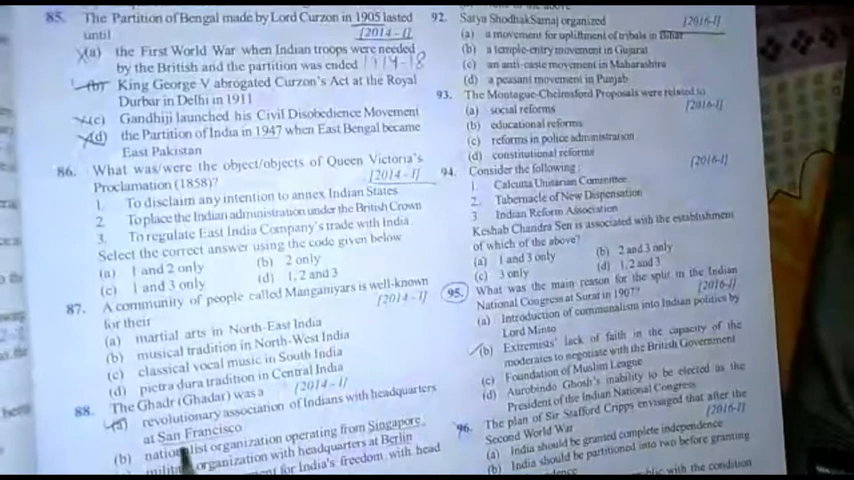 85. The Partition of Bengal made by Lord Curzon in 1905 lasted
until [2014 - I]
(a) the First World War when Indian troops were needed
by the British and the partition was ended 1914-18
(b) King George V abrogated Curzon's Act at the Royal
Durbar in Delhi in 1911
(c) Gandhiji launched his Civil Disobedience Movement
(d) the Partition of India in 1947 when East Bengal became
East Pakistan
86. What was/were the object/objects of Queen Victoria's
Proclamation (1858)? [2014 - I]
1. To disclaim any intention to annex Indian States
2. To place the Indian administration under the British Crown
3. To regulate East India Company's trade with India
Select the correct answer using the code given below
(a) 1 and 2 only (b) 2 only
(c) 1 and 3 only (d) 1, 2 and 3
87. A community of people called Manganiyars is well-known
for their [2014 - I]
(a) martial arts in North-East India
(b) musical tradition in North-West India
(c) classical vocal music in South India
(d) pietra dura tradition in Central India
88. The Ghadr (Ghadar) was a [2014 - I]
(a) revolutionary association of Indians with headquarters
at San Francisco
(b) nationalist organization operating from Singapore
organization with headquarters at Berlin
for India's freedom with head
92. Satya ShodhakSamaj organized [2016-I]
(a) a movement for upliftment of tribals in Bihar
(b) a temple-entry movement in Gujarat
(c) an anti-caste movement in Maharashtra
(d) a peasant movement in Punjab
93. The Montague-Chelmsford Proposals were related to
[2016-I]
(a) social reforms
(b) educational reforms
(c) reforms in police administration
(d) constitutional reforms
94. Consider the following : [2016-I]
1. Calcutta Unitarian Committee
2. Tabernacle of New Dispensation
3. Indian Reform Association
Keshab Chandra Sen is associated with the establishment
of which of the above?
(a) 1 and 3 only (b) 2 and 3 only
(c) 3 only (d) 1, 2 and 3
95. What was the main reason for the split in the Indian
National Congress at Surat in 1907? [2016-I]
(a) Introduction of communalism into Indian politics by
Lord Minto
(b) Extremists' lack of faith in the capacity of the
moderates to negotiate with the British Government
(c) Foundation of Muslim League
(d) Aurobindo Ghosh's inability to be elected as the
President of the Indian National Congress
96. The plan of Sir Stafford Cripps envisaged that after the
Second World War [2016-I]
(a) India should be granted complete independence
(b) India should be partitioned into two before granting
with the condition